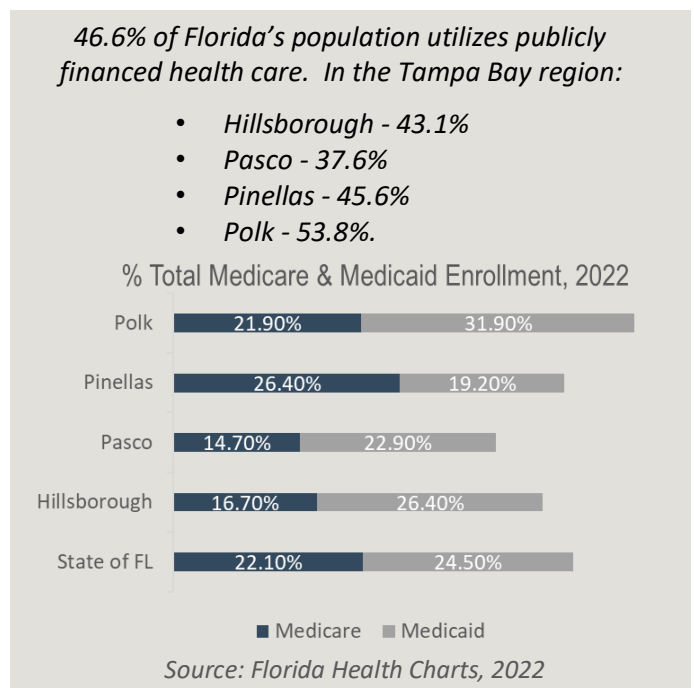 46.6% of Florida's population utilizes publicly
financed health care.  In the Tampa Bay region:
• Hillsborough - 43.1%
• Pasco - 37.6%
• Pinellas - 45.6%
• Polk - 53.8%.
% Total Medicare & Medicaid Enrollment, 2022
Polk 21.90% 31.90%
Pinellas 26.40% 19.20%
Pasco 14.70% 22.90%
Hillsborough 16.70% 26.40%
State of FL 22.10% 24.50%
Medicare Medicaid
Source: Florida Health Charts, 2022